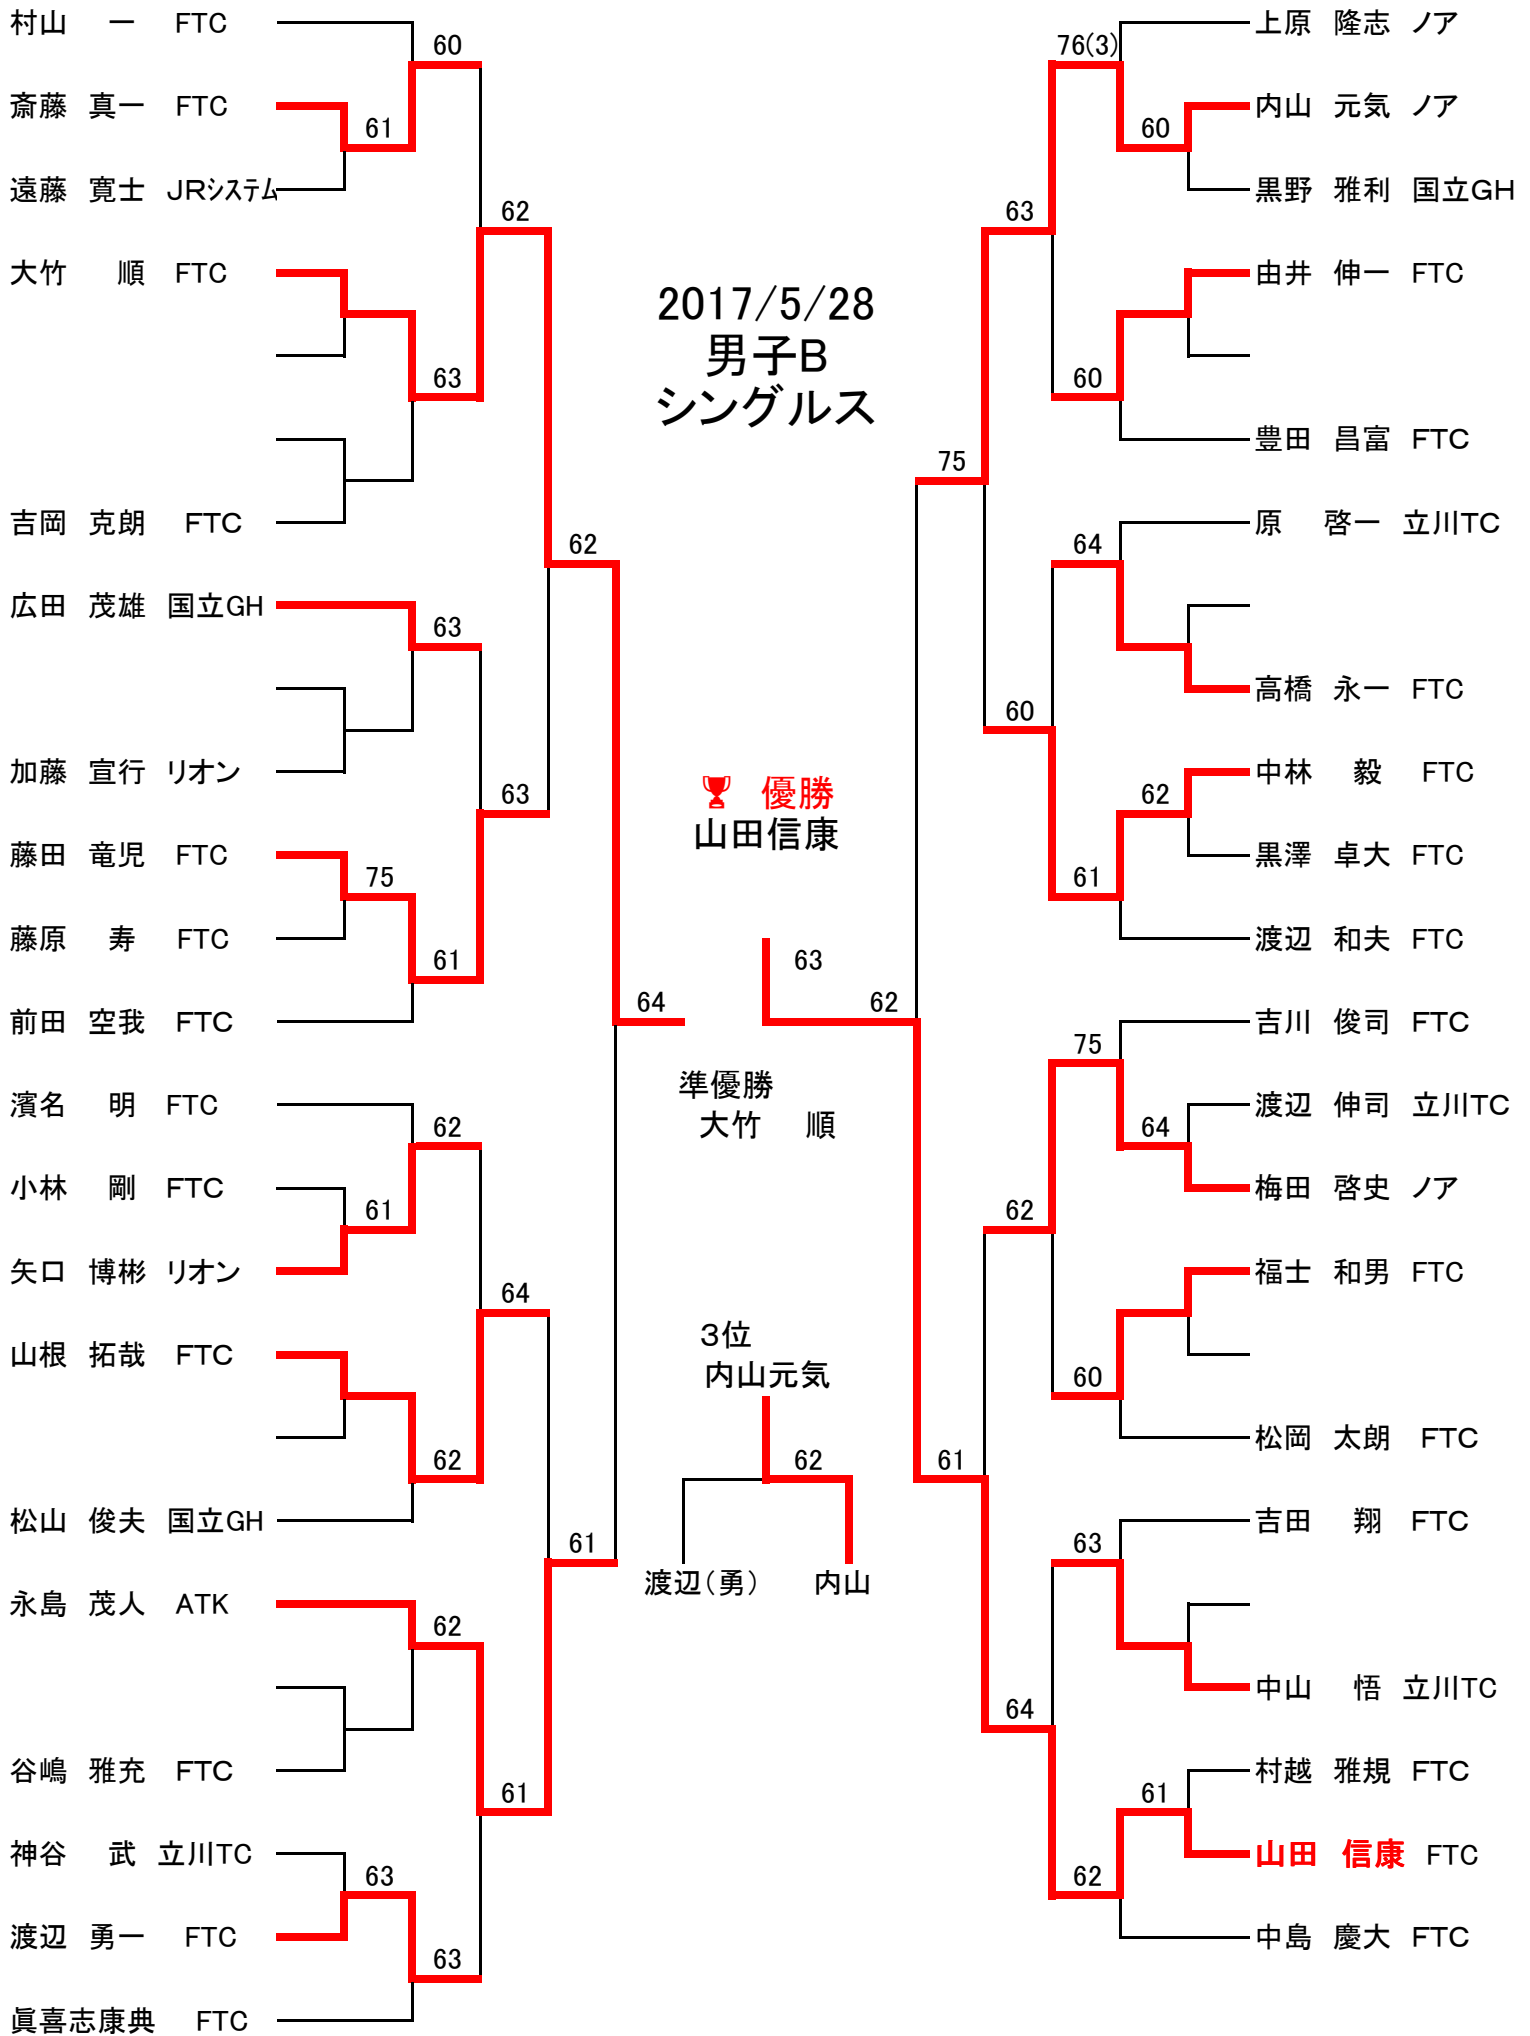 村山 一 FTC
60
斎藤 真一 FTC
61
遠藤 寛士 JRシステム
62
大竹 順 FTC
63
吉岡 克朗 FTC
62
広田 茂雄 国立GH
63
加藤 宣行 リオン
63
藤田 竜児 FTC
75
藤原 寿 FTC
61
前田 空我 FTC
64
濱名 明 FTC
62
小林 剛 FTC
61
矢口 博彬 リオン
64
山根 拓哉 FTC
62
松山 俊夫 国立GH
61
永島 茂人 ATK
62
谷嶋 雅充 FTC
61
神谷 武 立川TC
63
渡辺 勇一 FTC
63
眞喜志康典 FTC
2017/5/28
男子B
シングルス
優勝
山田信康
63
62
準優勝
大竹 順
3位
内山元気
62
渡辺(勇) 内山
上原 隆志 ノア
76(3)
内山 元気 ノア
60
黒野 雅利 国立GH
63
由井 伸一 FTC
60
豊田 昌富 FTC
75
原 啓一 立川TC
64
高橋 永一 FTC
60
中林 毅 FTC
62
黒澤 卓大 FTC
61
渡辺 和夫 FTC
吉川 俊司 FTC
75
渡辺 伸司 立川TC
64
梅田 啓史 ノア
62
福士 和男 FTC
60
松岡 太朗 FTC
61
吉田 翔 FTC
63
中山 悟 立川TC
64
村越 雅規 FTC
61
山田 信康 FTC
62
中島 慶大 FTC